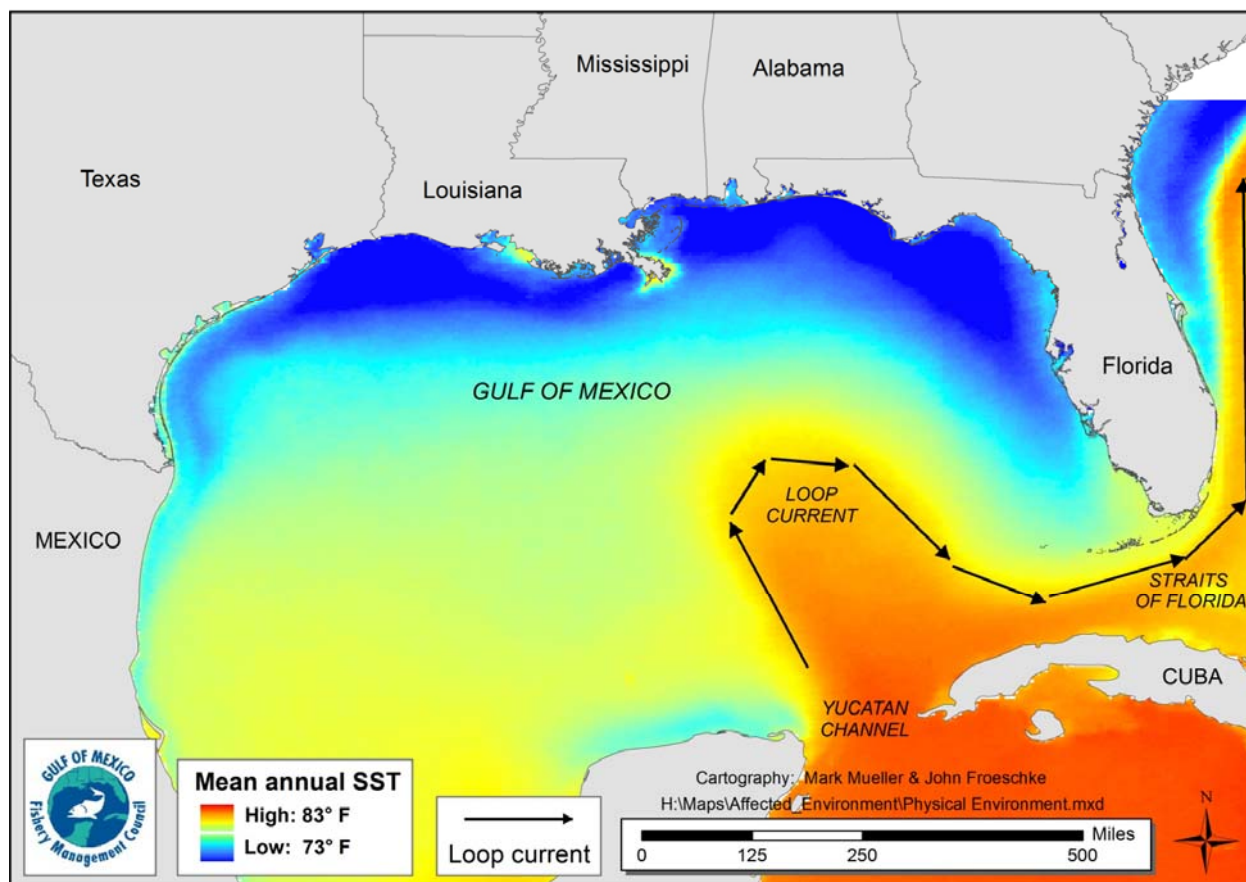 Mississippi
Alabama
Texas
Louisiana
GULF OF MEXICO
Florida
MEXICO
LOOP
CURRENT
STRAITS
OF FLORIDA
CUBA
YUCATAN
CHANNEL
GULF OF MEXICO
Fishery Management Council
Mean annual SST
High: 83° F
Low: 73° F
Loop current
Cartography: Mark Mueller & John Froeschke
H:\Maps\Affected_Environment\Physical Environment.mxd
Miles
0 125 250 500
N